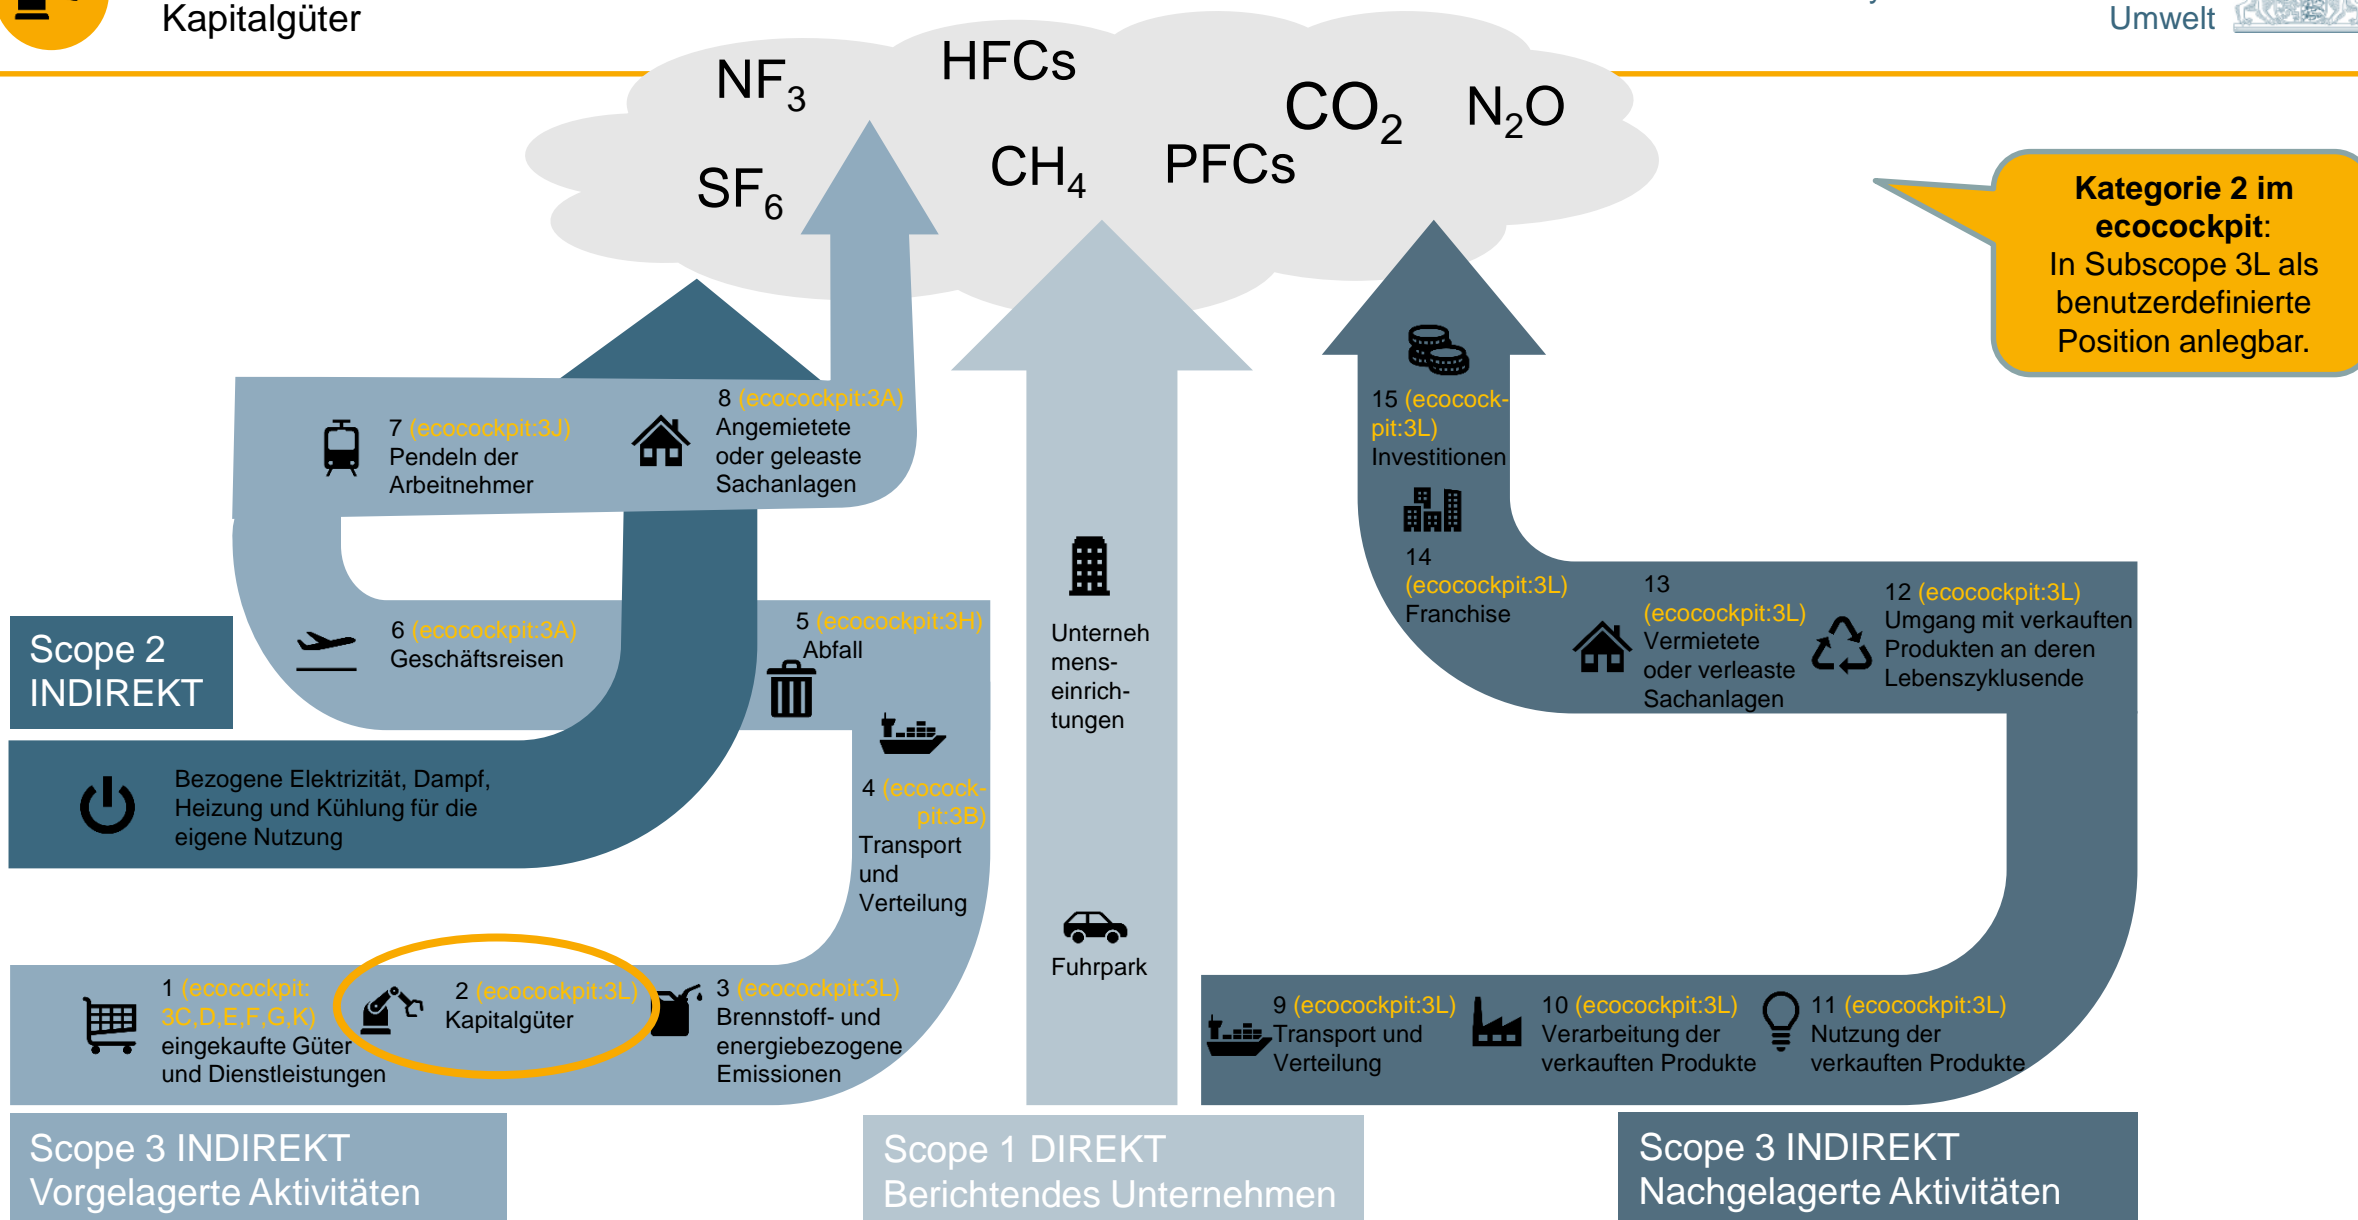 Kapitalgüter
Umwelt
NF₃
HFCs
CO₂
N₂O
SF₆
CH₄
PFCs
Kategorie 2 im
ecocockpit:
In Subscope 3L als
benutzerdefinierte
Position anlegbar.
7 (ecocockpit:3J)
Pendeln der
Arbeitnehmer
8 (ecocockpit:3A)
Angemietete
oder geleaste
Sachanlagen
15 (ecocock-
pit:3L)
Investitionen
14
(ecocockpit:3L)
Franchise
13
(ecocockpit:3L)
Vermietete
oder verleaste
Sachanlagen
12 (ecocockpit:3L)
Umgang mit verkauften
Produkten an deren
Lebenszyklusende
Scope 2
INDIREKT
6 (ecocockpit:3A)
Geschäftsreisen
5 (ecocockpit:3H)
Abfall
Unterneh
mens-
einrich-
tungen
Bezogene Elektrizität, Dampf,
Heizung und Kühlung für die
eigene Nutzung
4 (ecocock-
pit:3B)
Transport
und
Verteilung
Fuhrpark
1 (ecocockpit:
3C,D,E,F,G,K)
eingekaufte Güter
und Dienstleistungen
2 (ecocockpit:3L)
Kapitalgüter
3 (ecocockpit:3L)
Brennstoff- und
energiebezogene
Emissionen
9 (ecocockpit:3L)
Transport und
Verteilung
10 (ecocockpit:3L)
Verarbeitung der
verkauften Produkte
11 (ecocockpit:3L)
Nutzung der
verkauften Produkte
Scope 3 INDIREKT
Vorgelagerte Aktivitäten
Scope 1 DIREKT
Berichtendes Unternehmen
Scope 3 INDIREKT
Nachgelagerte Aktivitäten